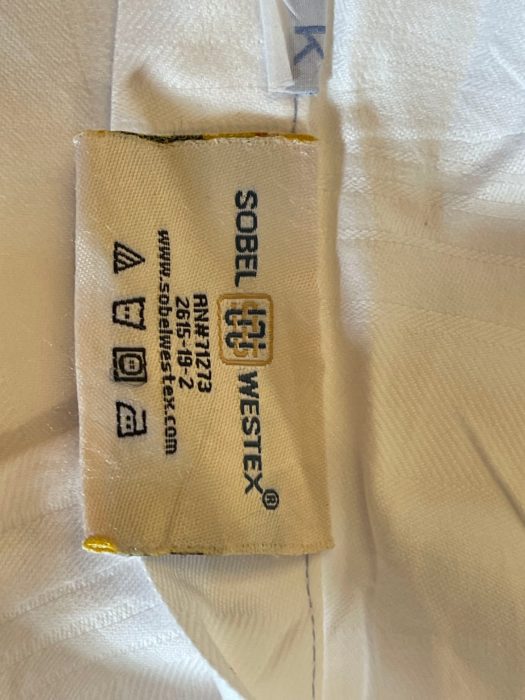 K
SOBEL WESTEX®
RN#71273
2615-19-2
www.sobelwestex.com